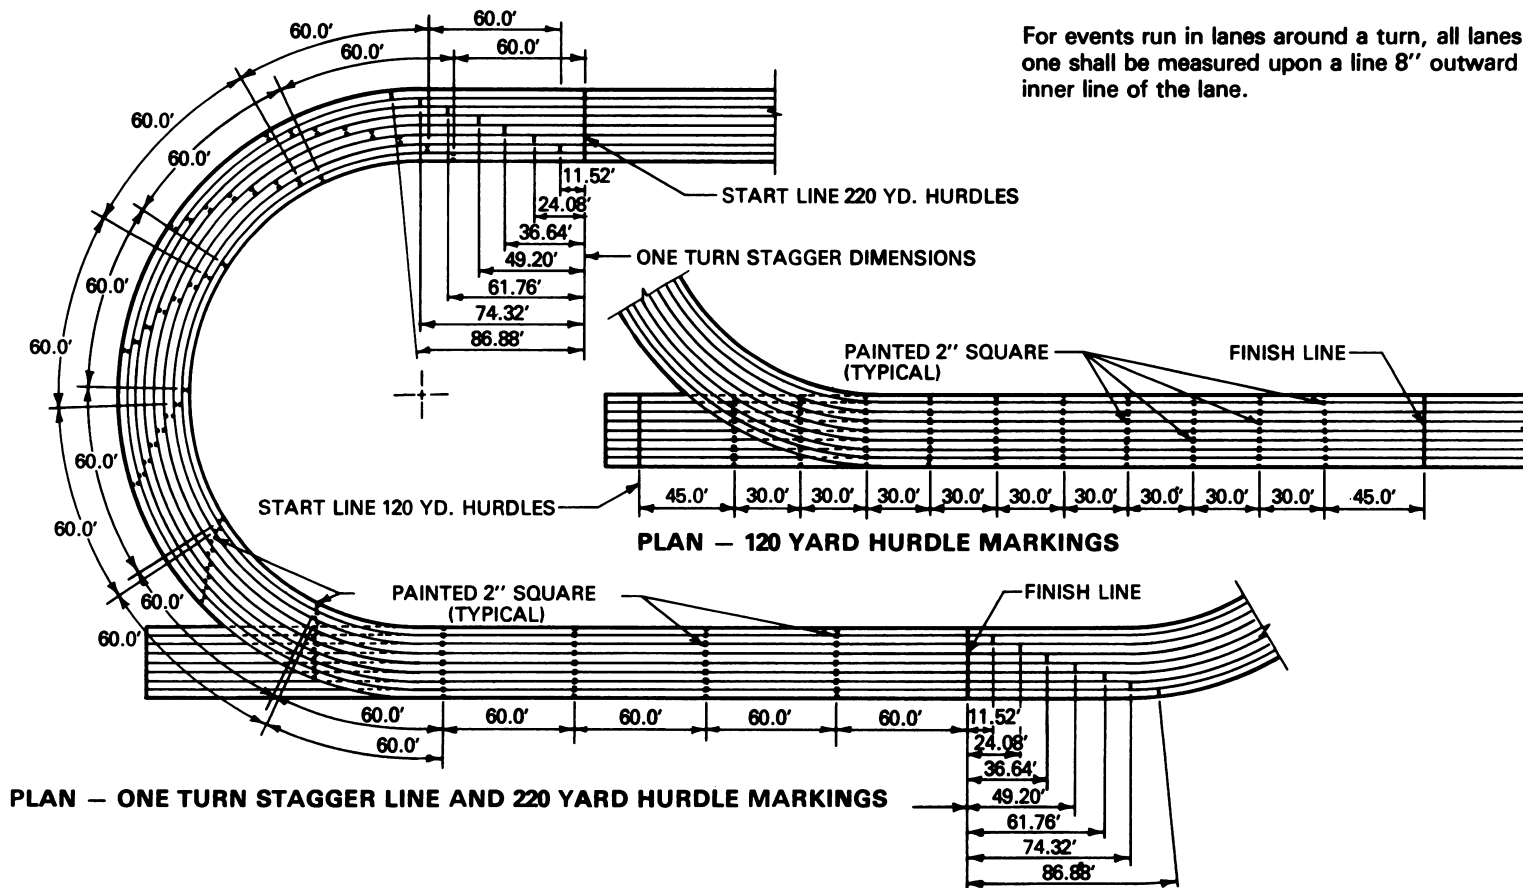 60.0'
60.0'
60.0'
60.0'
For events run in lanes around a turn, all lanes
one shall be measured upon a line 8'' outward
inner line of the lane.
60.0'
60.0'
11.52'
START LINE 220 YD. HURDLES
24.08'
36.64'
ONE TURN STAGGER DIMENSIONS
49.20'
60.0'
61.76'
74.32'
86.88'
60.0'
PAINTED 2'' SQUARE
(TYPICAL)
FINISH LINE
60.0'
60.0'
START LINE 120 YD. HURDLES
45.0' 30.0' 30.0' 30.0' 30.0' 30.0' 30.0' 30.0' 30.0' 30.0' 45.0'
PLAN – 120 YARD HURDLE MARKINGS
PAINTED 2'' SQUARE
(TYPICAL)
FINISH LINE
60.0'
60.0'
60.0' 60.0' 60.0' 60.0' 60.0'
60.0'
11.52'
24.08'
36.64'
PLAN – ONE TURN STAGGER LINE AND 220 YARD HURDLE MARKINGS
49.20'
61.76'
74.32'
86.88'